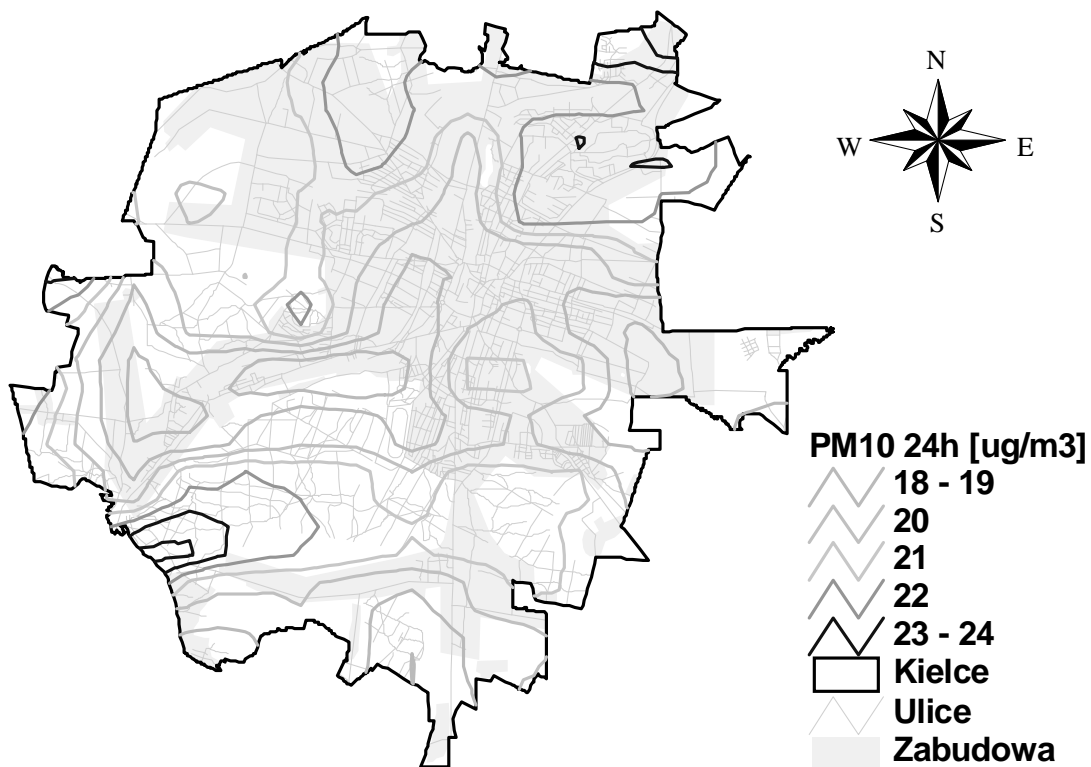 N
W
E
S
PM10 24h [ug/m3]
18 - 19
20
21
22
23 - 24
Kielce
Ulice
Zabudowa